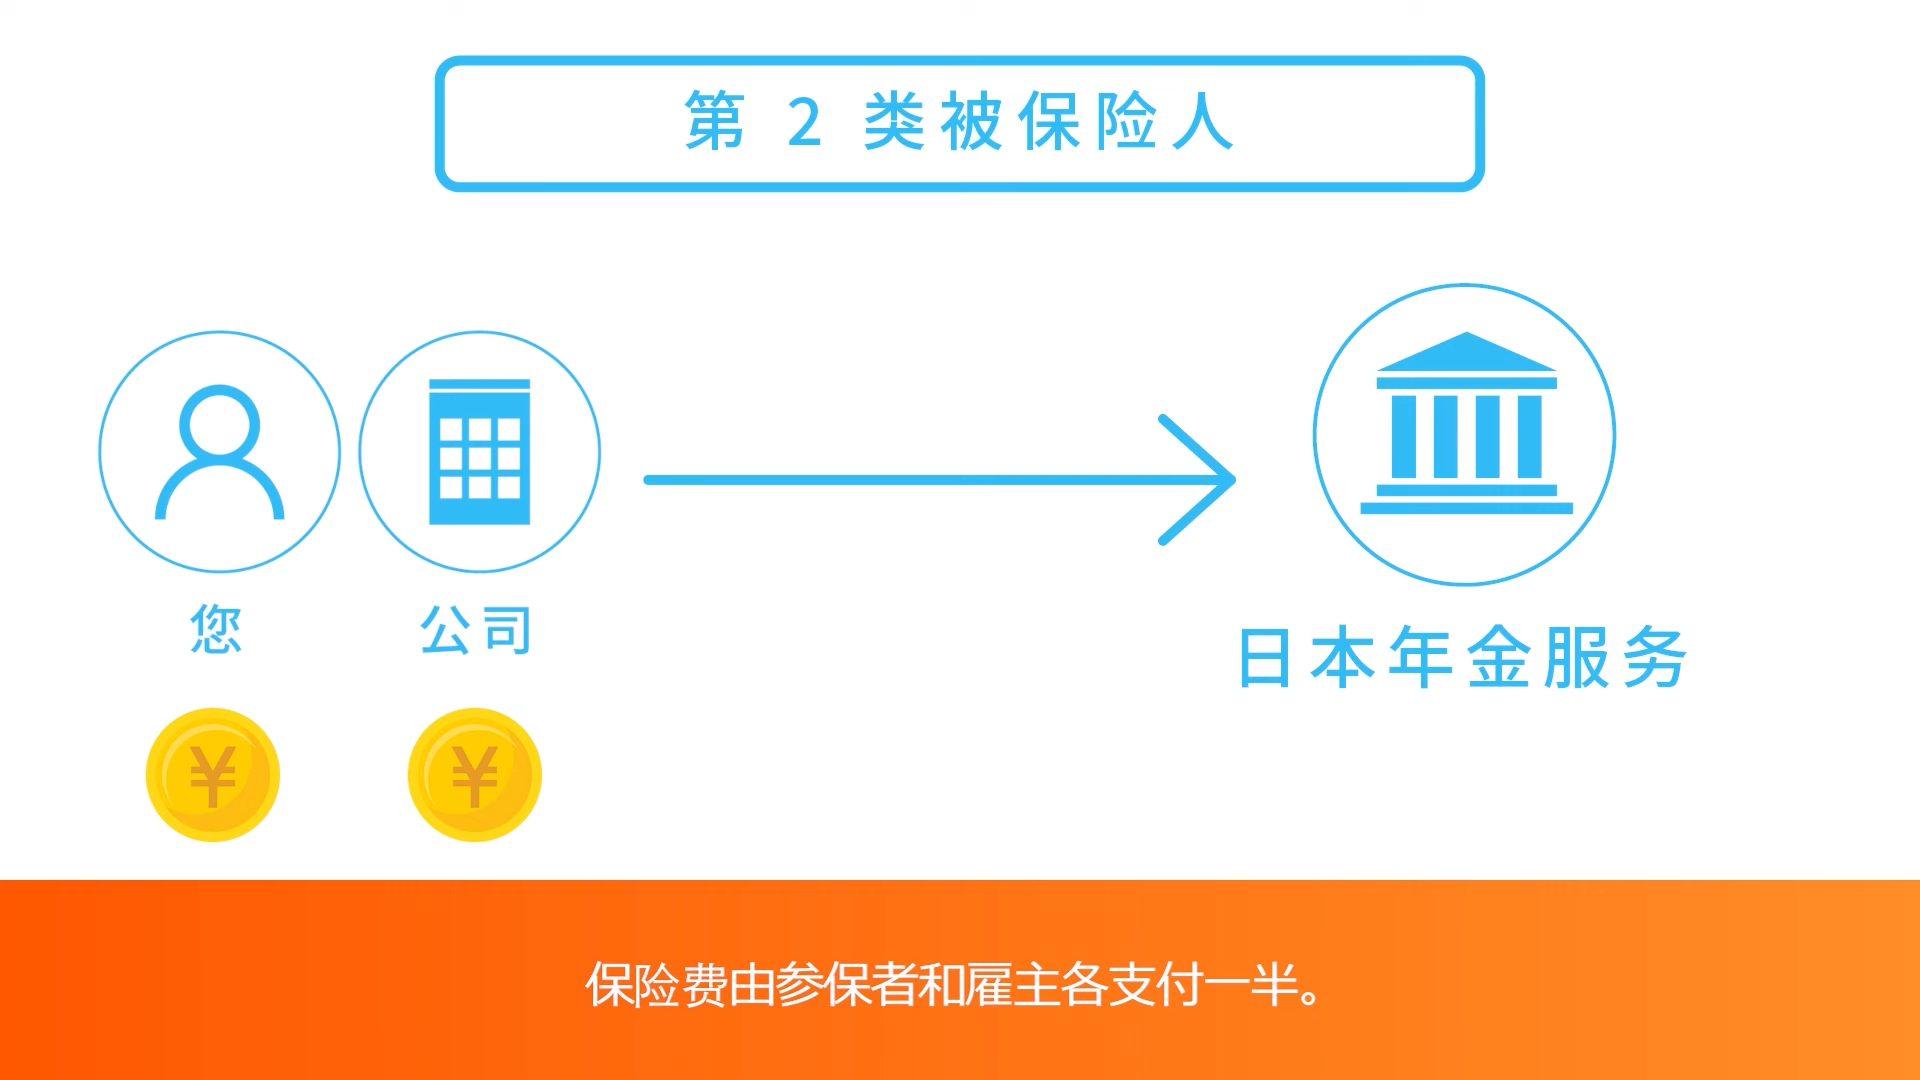 第 2 类被保险人
您
公司
日本年金服务
¥
¥
保险费由参保者和雇主各支付一半。